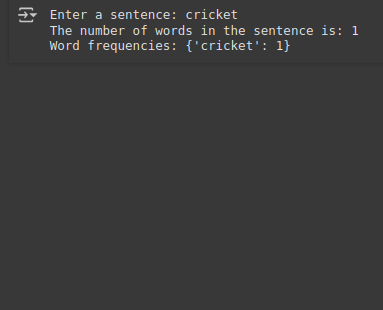 Enter a sentence: cricket
The number of words in the sentence is: 1
Word frequencies: {'cricket': 1}